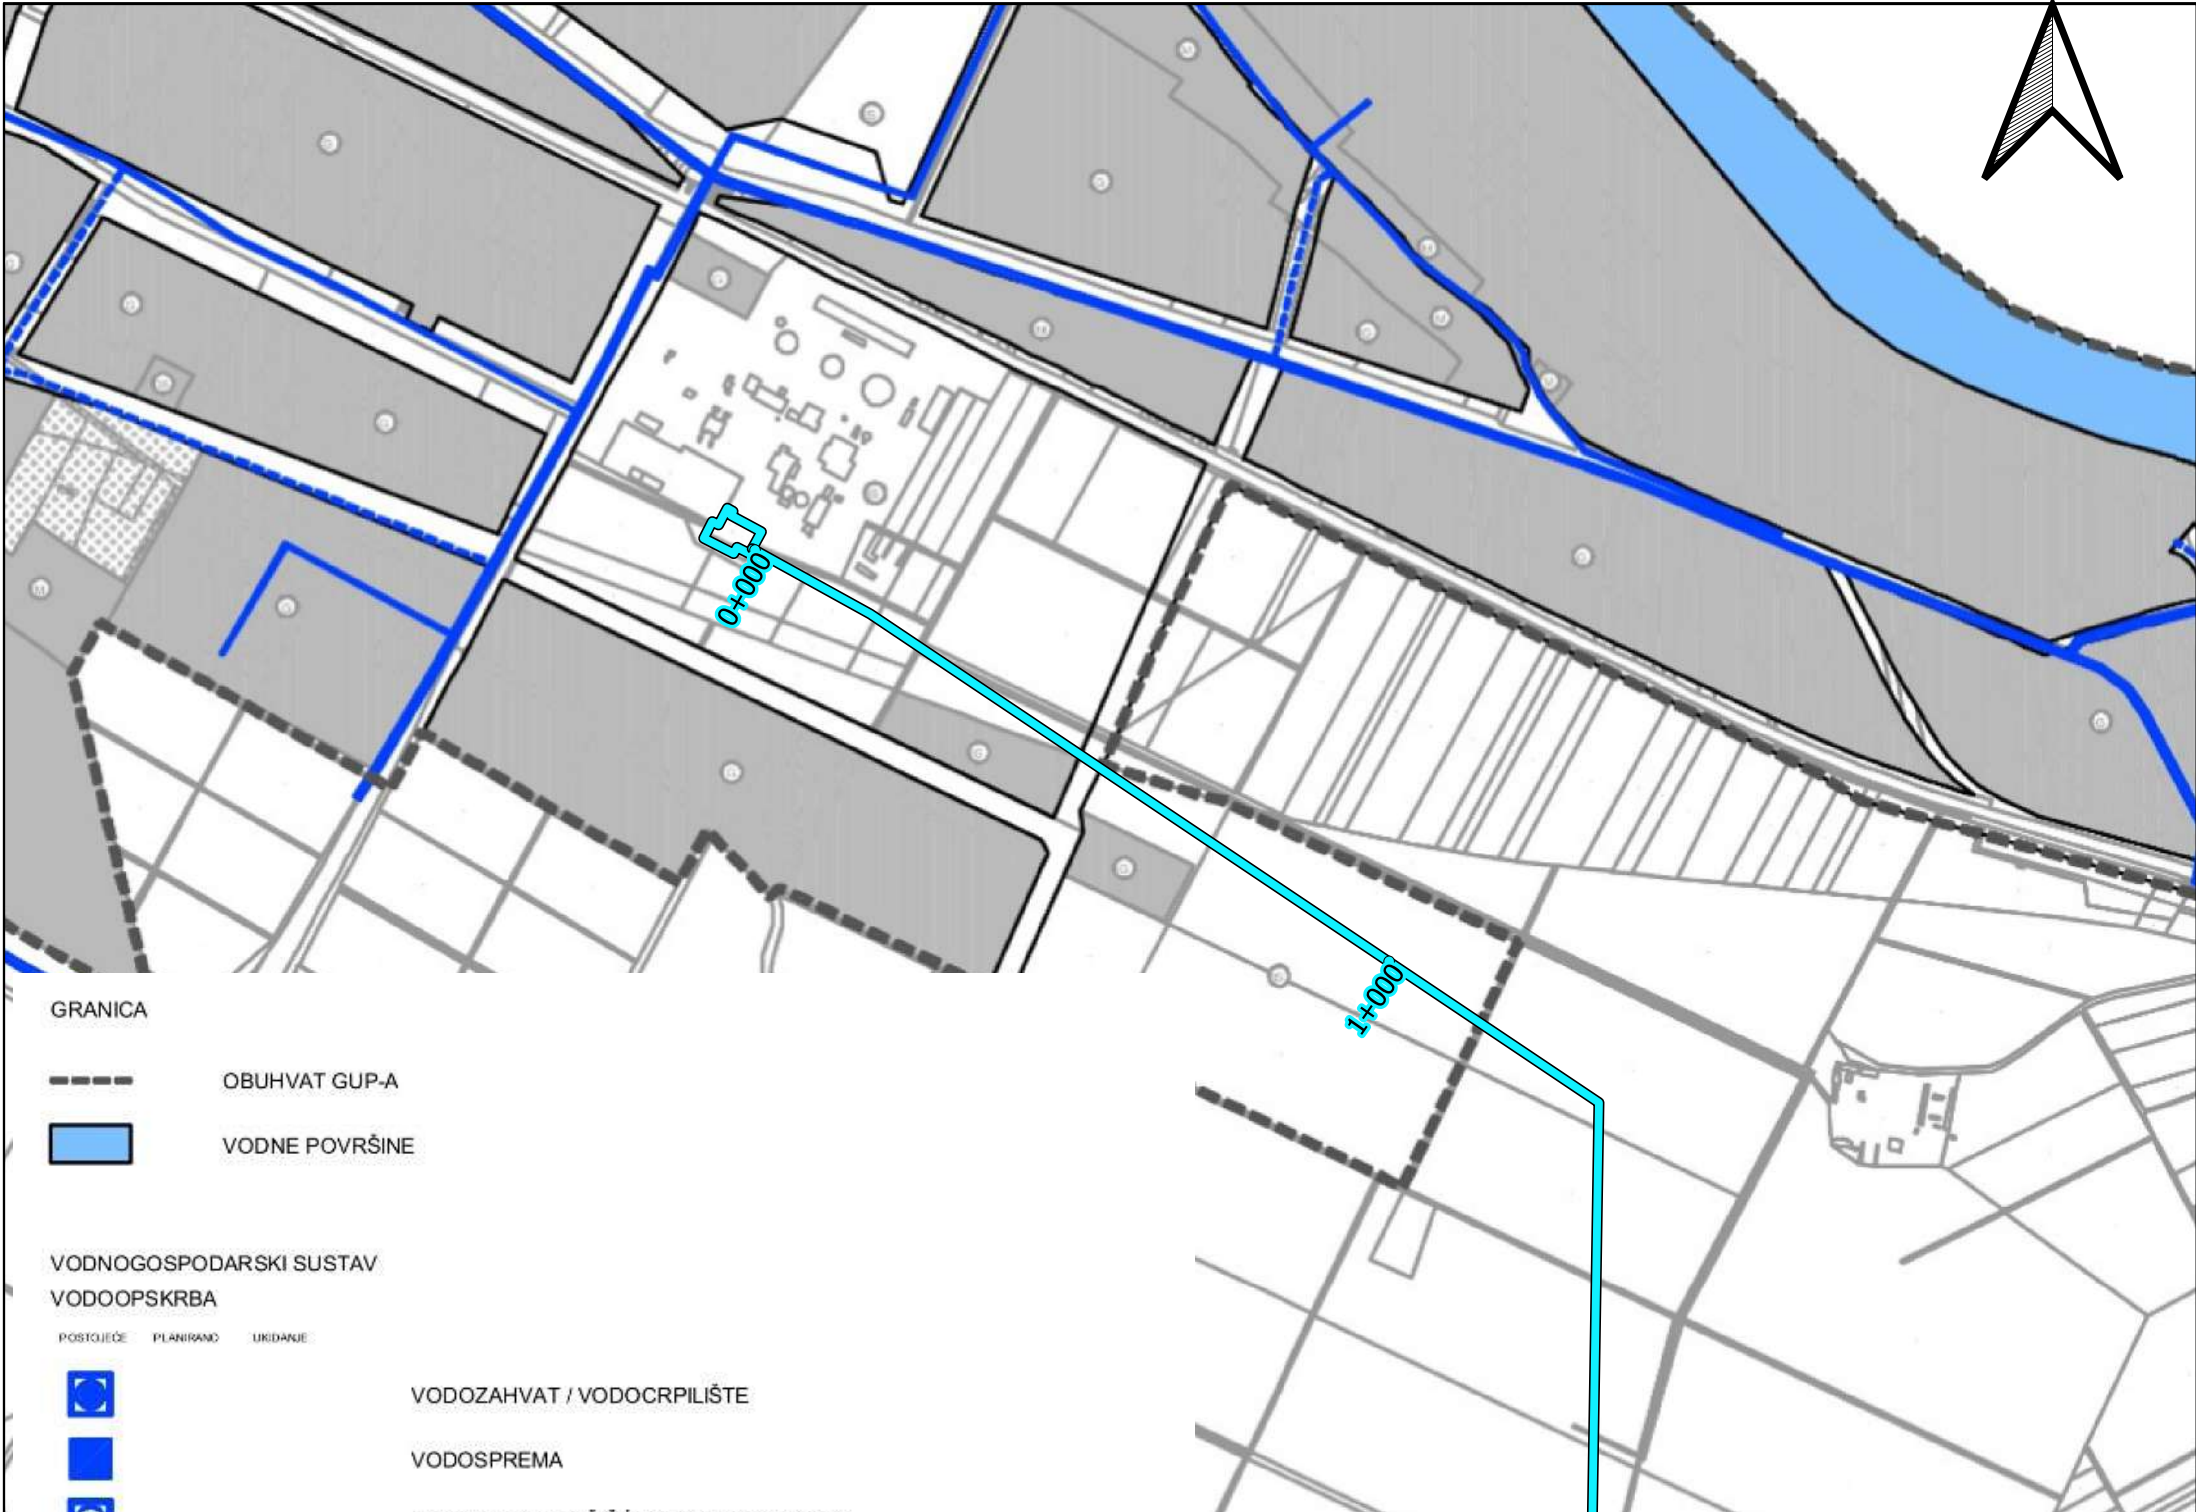 0+000
1+000
GRANICA
OBUHVAT GUP-A
VODNE POVRŠINE
VODNOGOSPODARSKI SUSTAV
VODOOPSKRBA
POSTOJEĆE PLANIRANO UKIDANJE
VODOZAHVAT / VODOCRPILIŠTE
VODOSPREMA